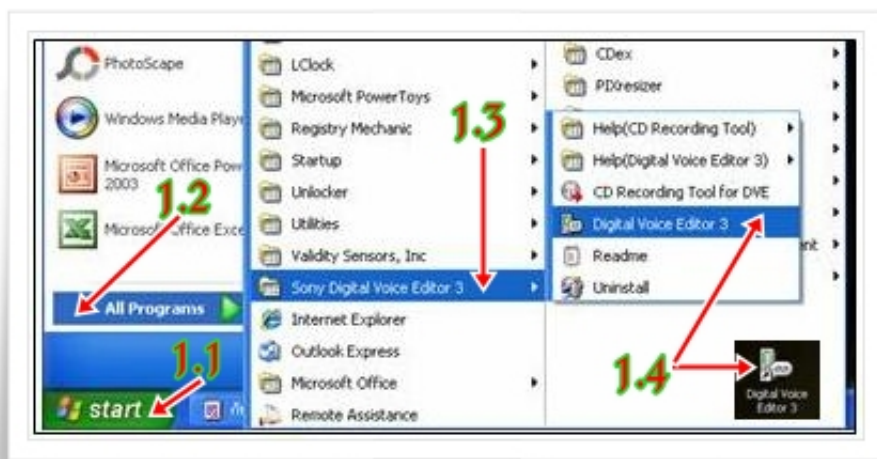 PhotoScape
Windows Media Playe
Microsoft Office Pow
2003
1.2
Microsoft Office Exce
All Programs
1.1
start
LClock
Microsoft PowerToys
Registry Mechanic
1.3
Startup
Unlocker
Utilities
Validity Sensors, Inc
Sony Digital Voice Editor 3
Internet Explorer
Outlook Express
Microsoft Office
Remote Assistance
CDex
PIXresizer
Help(CD Recording Tool)
Help(Digital Voice Editor 3)
CD Recording Tool for DVE
Digital Voice Editor 3
Readme
Uninstall
1.4
Digital Voice
Editor 3